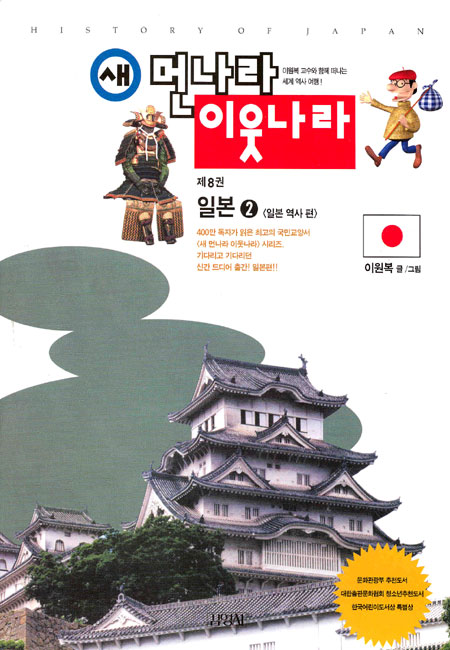 HISTORY OF JAPAN
새 먼나라
이원복 교수와 함께 떠나는
세계 역사 여행!
이웃나라
제8권
일본 2 〈일본 역사 편〉
400만 독자가 읽은 최고의 국민교양서
〈새 먼나라 이웃나라〉 시리즈.
기다리고 기다리던
신간 드디어 출간! 일본편!!
이원복 글/그림
문화관광부 추천도서
대한출판문화협회 청소년추천도서
한국어린이도서상 특별상
김영사